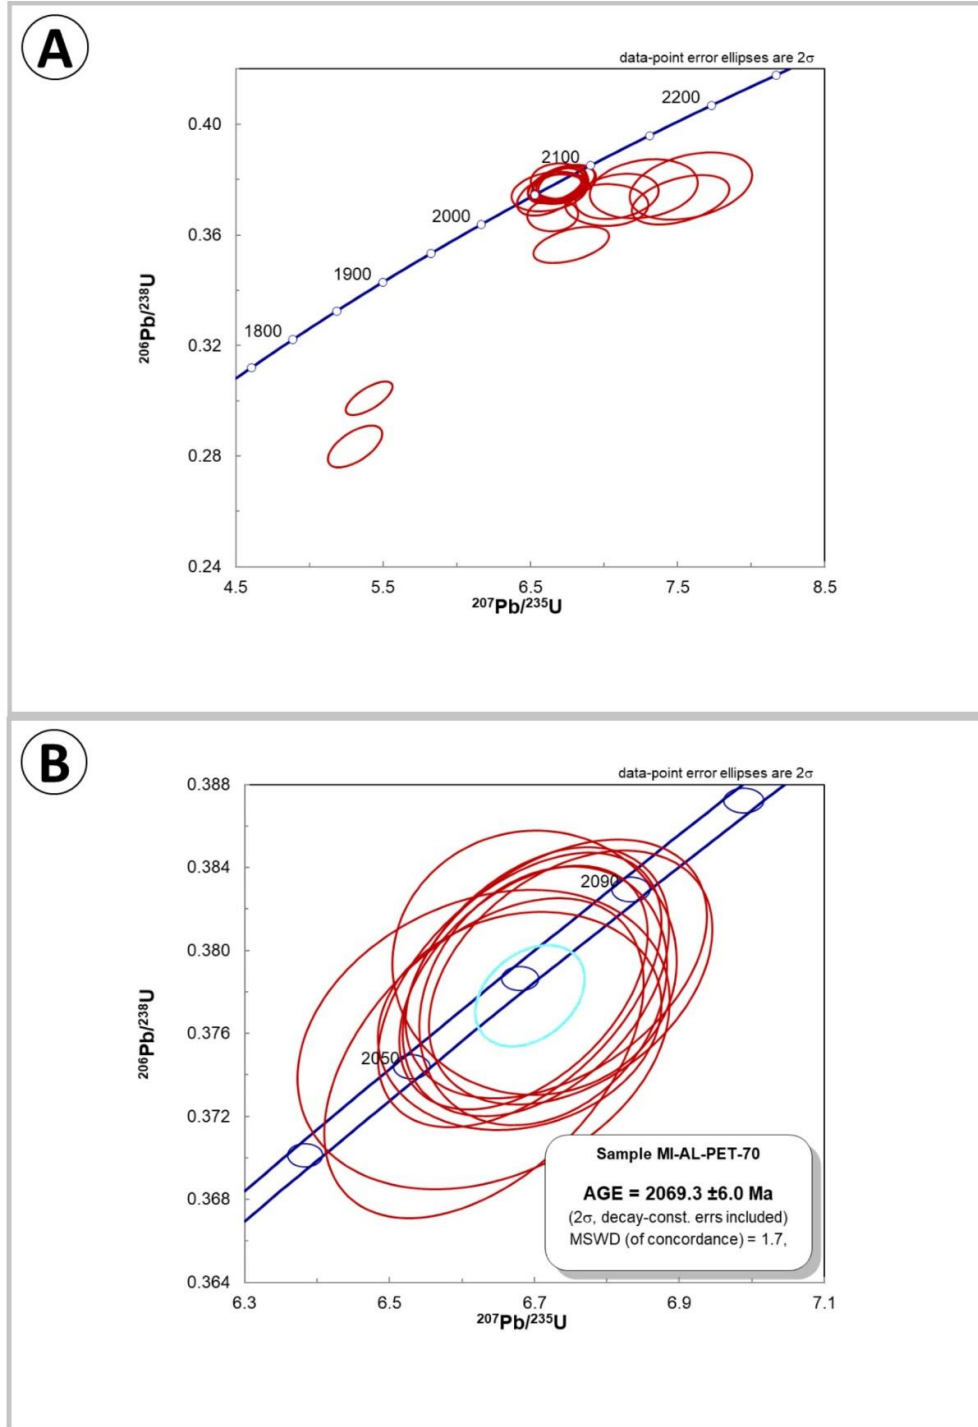 A
data-point error ellipses are 2σ
2200
0.40
2100
2000
0.36
1900
1800
0.32
0.28
0.24
4.5 5.5 6.5 7.5 8.5
²⁰⁶Pb/²³⁸U
²⁰⁷Pb/²³⁵U
B
data-point error ellipses are 2σ
0.388
0.384
2090
0.380
0.376
2050
0.372
0.368
0.364
6.3 6.5 6.7 6.9 7.1
²⁰⁶Pb/²³⁸U
²⁰⁷Pb/²³⁵U
Sample MI-AL-PET-70
AGE = 2069.3 ±6.0 Ma
(2σ, decay-const. errs included)
MSWD (of concordance) = 1.7,